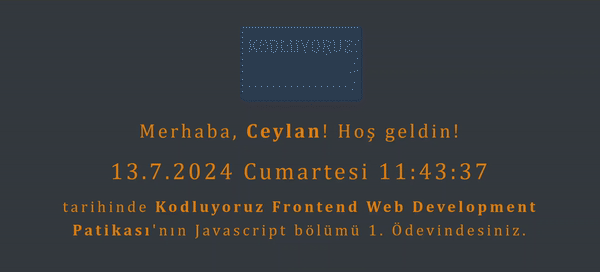 KODLUYORUZ
Merhaba, Ceylan! Hoş geldin!
13.7.2024 Cumartesi 11:43:37
tarihinde Kodluyoruz Frontend Web Development
Patikası'nın Javascript bölümü 1. Ödevindesiniz.